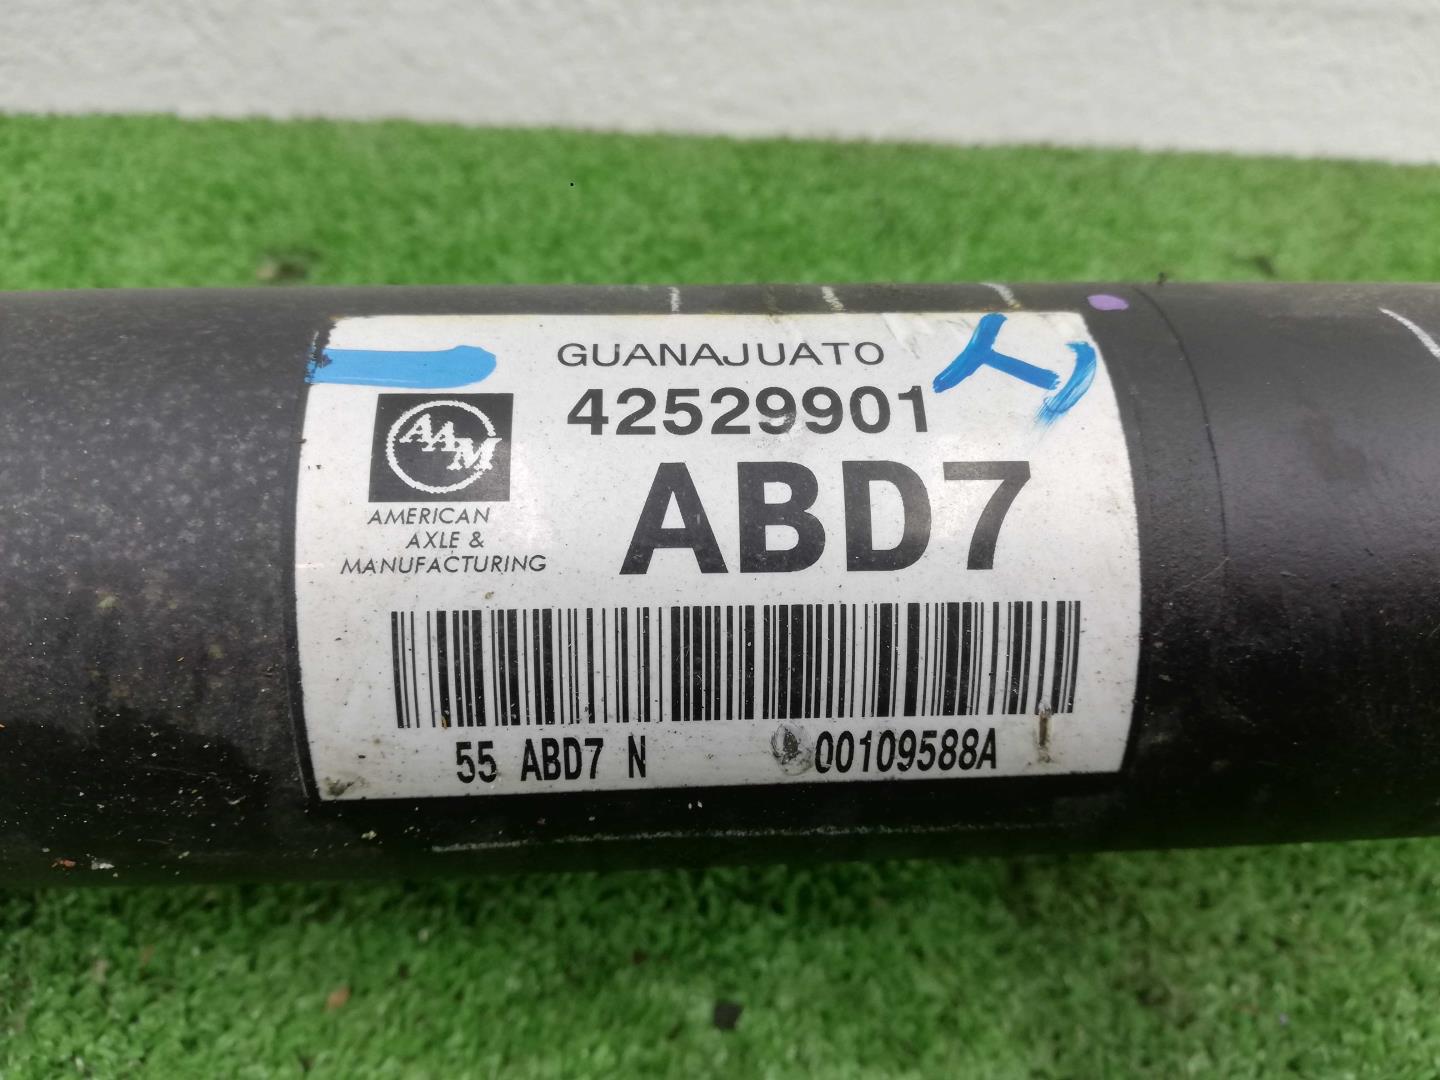 GUANAJUATO
42529901
AAM
AMERICAN
AXLE &
MANUFACTURING
ABD7
55 ABD7 N 00109588A